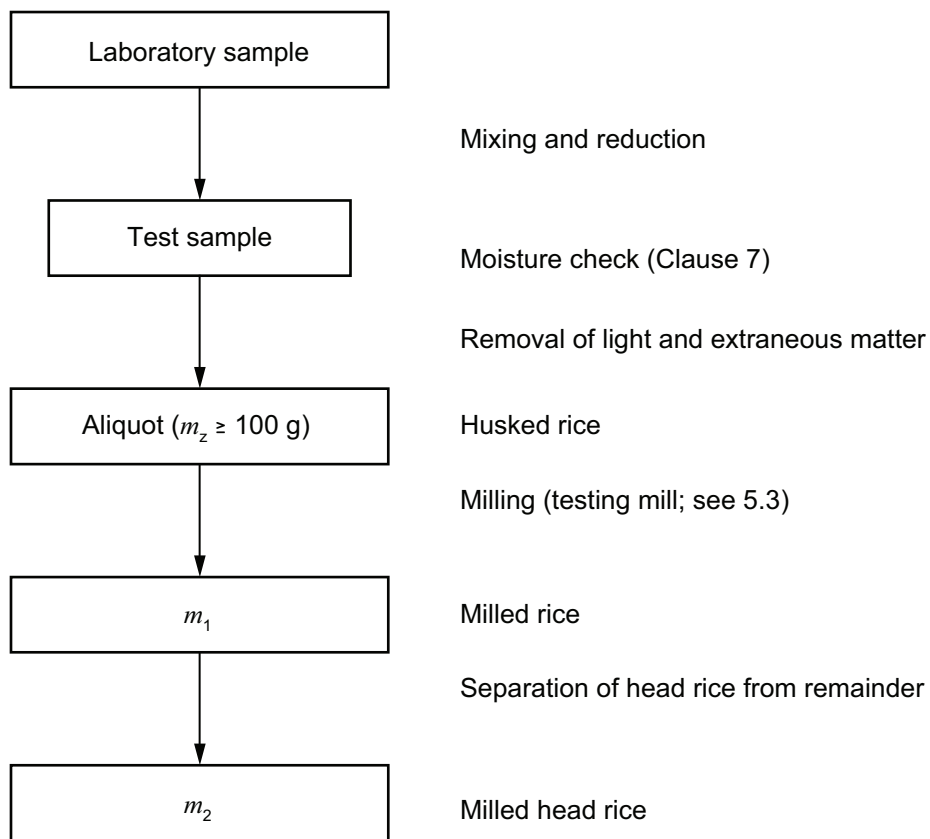 Laboratory sample
Mixing and reduction
Test sample
Moisture check (Clause 7)
Removal of light and extraneous matter
Aliquot (m_z ≥ 100 g)
Husked rice
Milling (testing mill; see 5.3)
m_1
Milled rice
Separation of head rice from remainder
m_2
Milled head rice